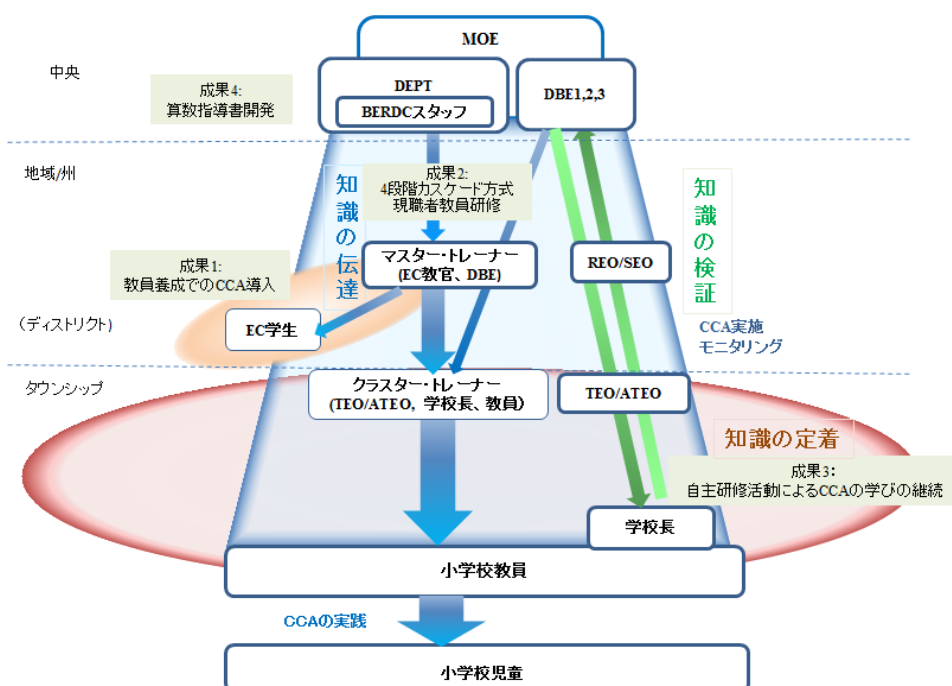 MOE
中央
DEPT
BERDCスタッフ
DBE1,2,3
成果4:
算数指導書開発
地域/州
成果2:
4段階カスケード方式
現職者教員研修
知識の伝達
知識の検証
マスター・トレーナー
(EC教官、DBE)
REO/SEO
成果1:
教員養成でのCCA導入
(ディストリクト)
EC学生
CCA実施
モニタリング
タウンシップ
クラスター・トレーナー
(TEO/ATEO, 学校長、教員)
TEO/ATEO
知識の定着
成果3:
自主研修活動によるCCAの学びの継続
学校長
小学校教員
CCAの実践
小学校児童